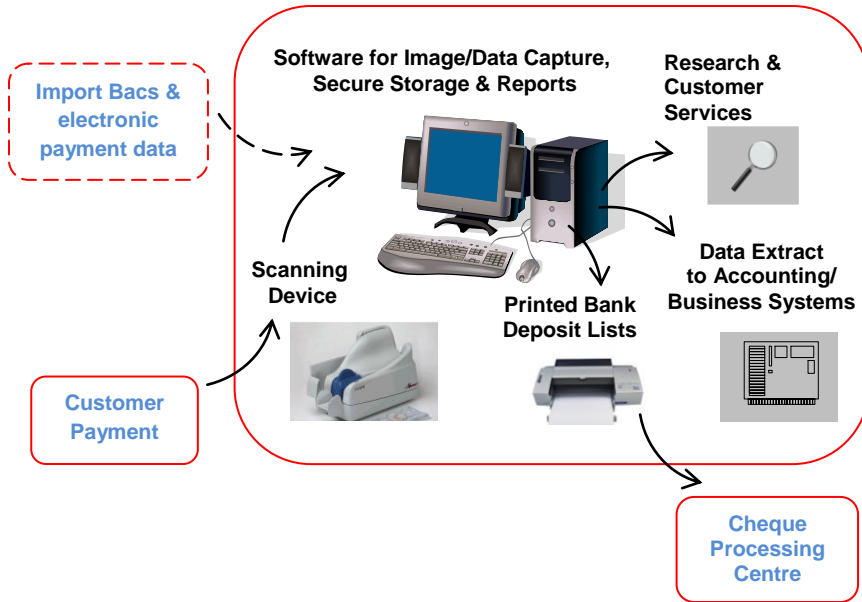 Software for Image/Data Capture,
Secure Storage & Reports
Research &
Customer
Services
Import Bacs &
electronic
payment data
Scanning
Device
Data Extract
to Accounting/
Business Systems
Printed Bank
Deposit Lists
Customer
Payment
Cheque
Processing
Centre